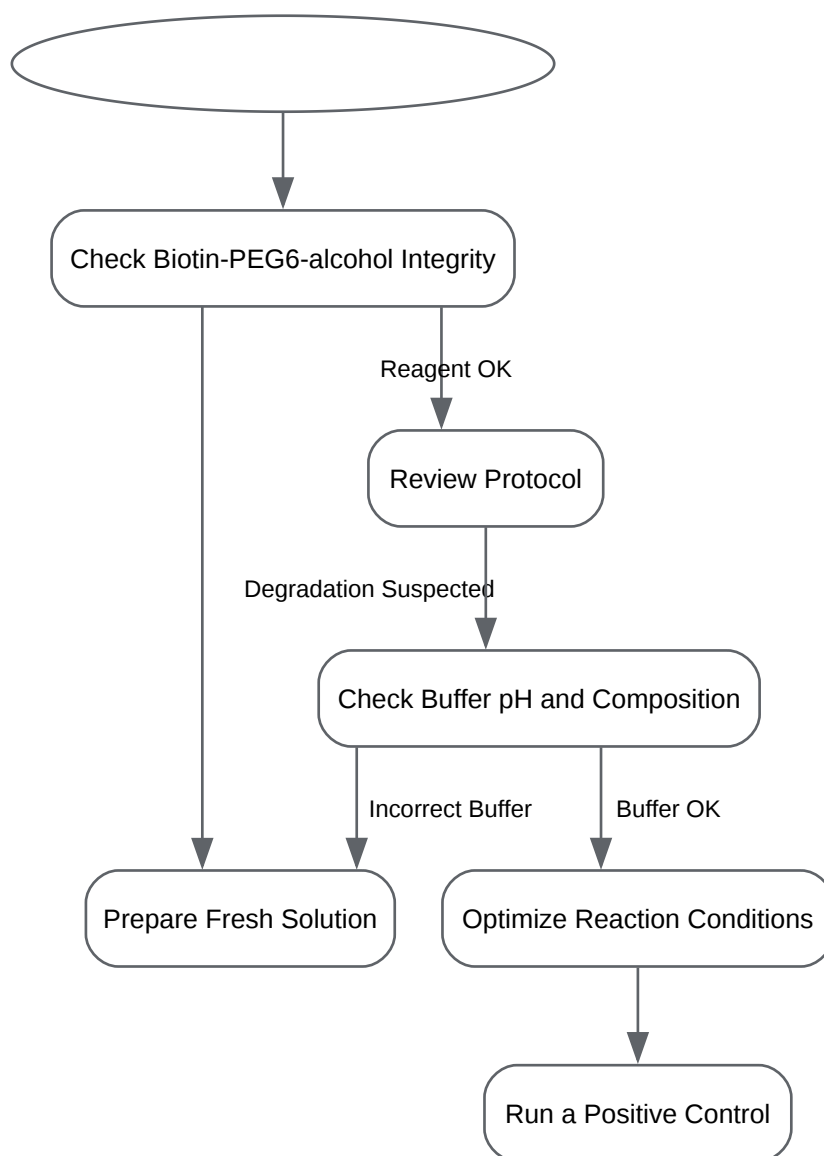 Check Biotin-PEG6-alcohol Integrity
Reagent OK
Review Protocol
Degradation Suspected
Check Buffer pH and Composition
Incorrect Buffer
Buffer OK
Prepare Fresh Solution
Optimize Reaction Conditions
Run a Positive Control